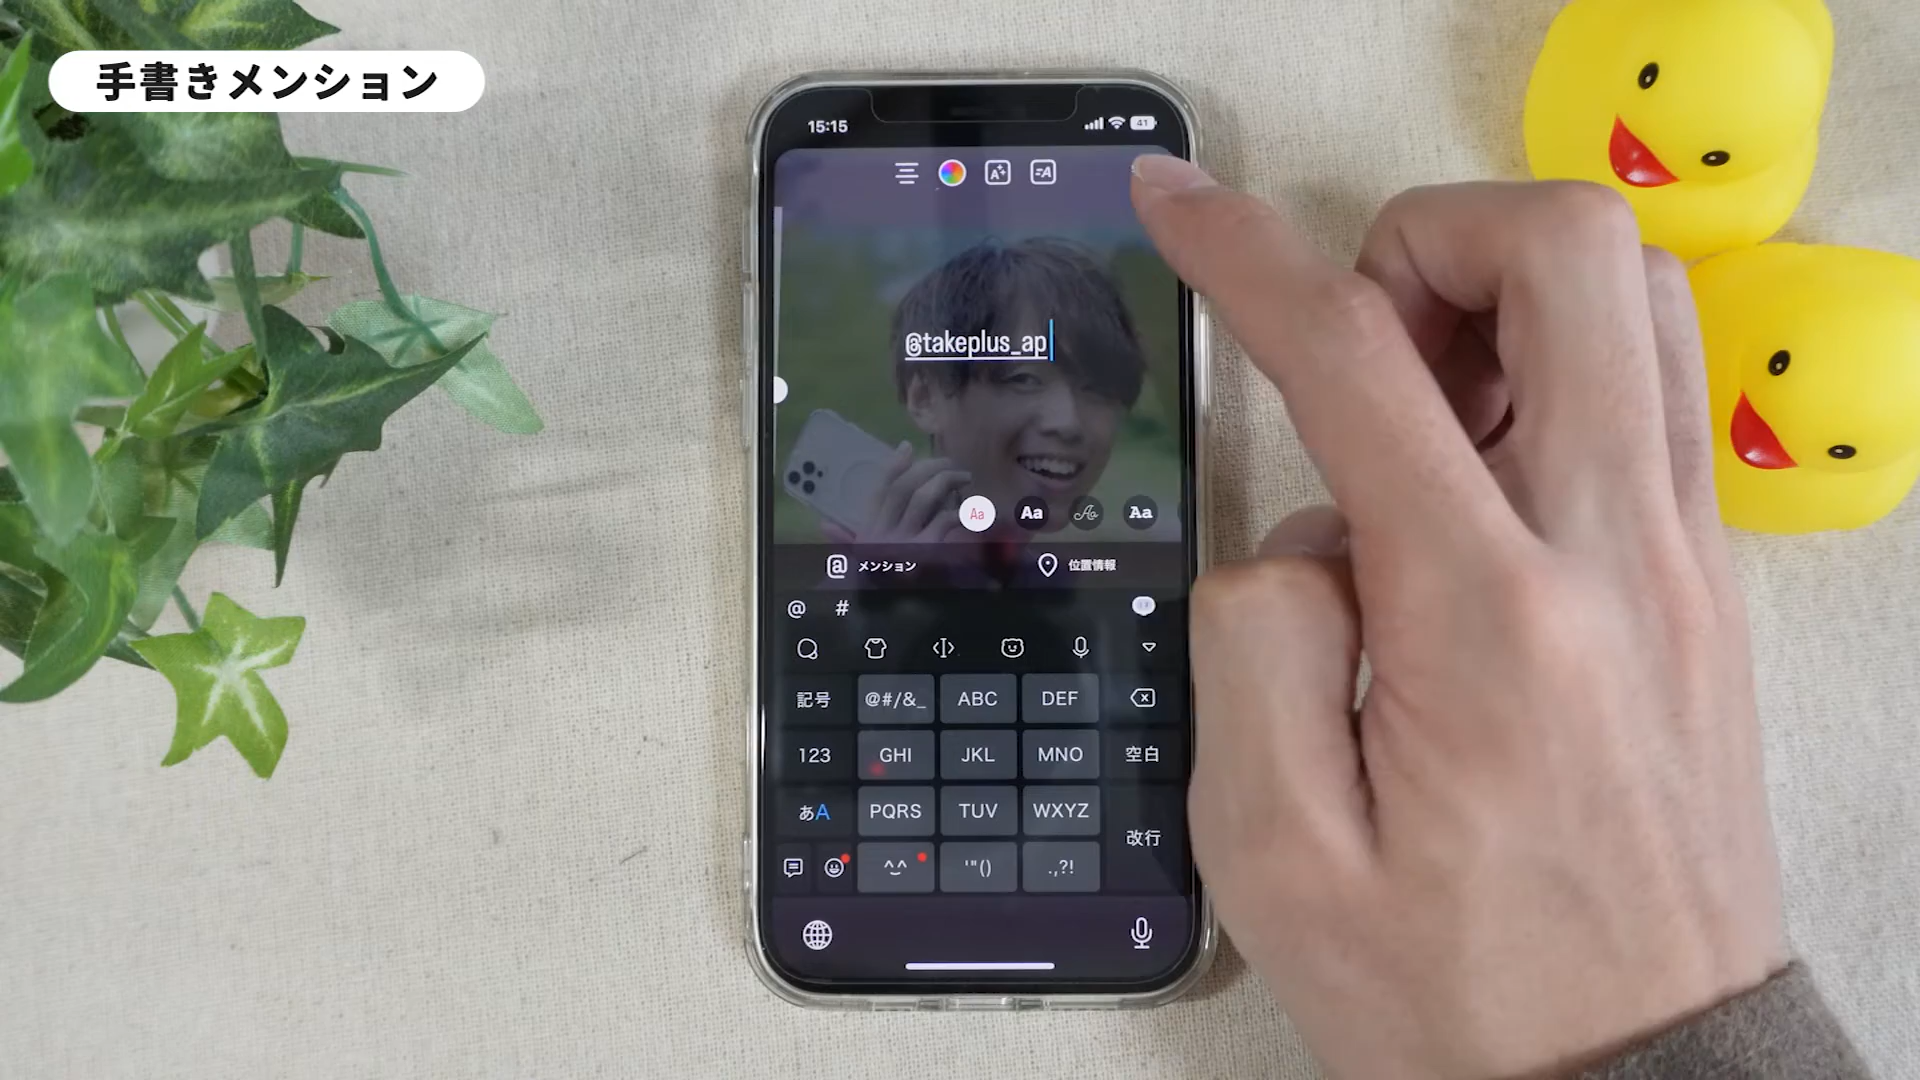 手書きメンション
15:15
41
@takeplus_ap
Aa Aa Aa Aa
メンション 位置情報
@ #
記号 @#/&_ ABC DEF
123 GHI JKL MNO 空白
あA PQRS TUV WXYZ
改行
^_^ '"() .,?!